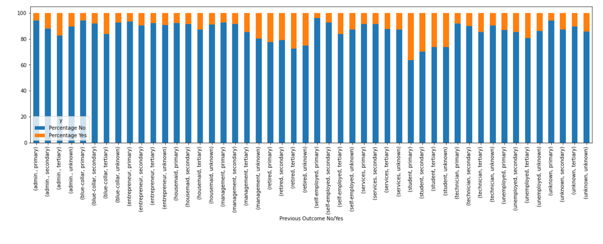 100
80
60
40
20
0
y
Percentage No
Percentage Yes
(admin., primary)
(admin., secondary)
(admin., tertiary)
(admin., unknown)
(blue-collar, primary)
(blue-collar, secondary)
(blue-collar, tertiary)
(blue-collar, unknown)
(entrepreneur, primary)
(entrepreneur, secondary)
(entrepreneur, tertiary)
(entrepreneur, unknown)
(housemaid, primary)
(housemaid, secondary)
(housemaid, tertiary)
(housemaid, unknown)
(management, primary)
(management, secondary)
(management, tertiary)
(management, unknown)
(retired, primary)
(retired, secondary)
(retired, tertiary)
(retired, unknown)
(self-employed, primary)
(self-employed, secondary)
(self-employed, tertiary)
(self-employed, unknown)
(services, primary)
(services, secondary)
(services, tertiary)
(services, unknown)
(student, primary)
(student, secondary)
(student, tertiary)
(student, unknown)
(technician, primary)
(technician, secondary)
(technician, tertiary)
(technician, unknown)
(unemployed, primary)
(unemployed, secondary)
(unemployed, tertiary)
(unemployed, unknown)
(unknown, primary)
(unknown, secondary)
(unknown, tertiary)
(unknown, unknown)
Previous Outcome No/Yes